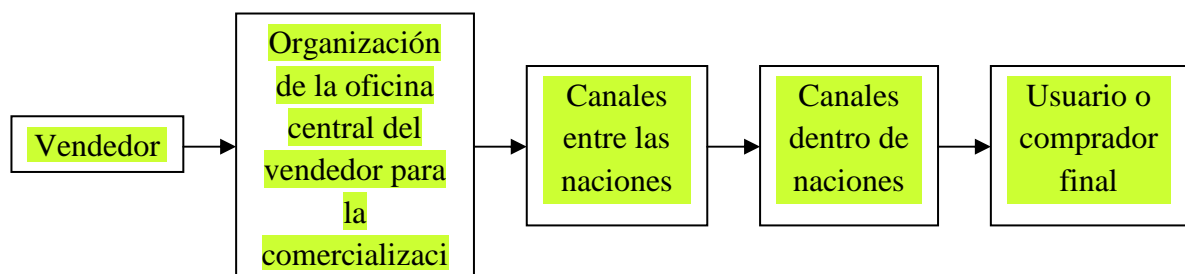 Vendedor
Organización
de la oficina
central del
vendedor para
la
comercializaci
Canales
entre las
naciones
Canales
dentro de
naciones
Usuario o
comprador
final